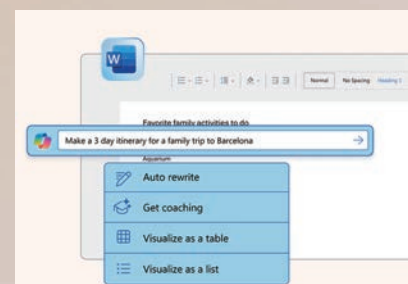 W
Normal No Spacing Heading 1
Favorite family activities to do
Make a 3 day itinerary for a family trip to Barcelona
Aquarium
Auto rewrite
Get coaching
Visualize as a table
Visualize as a list